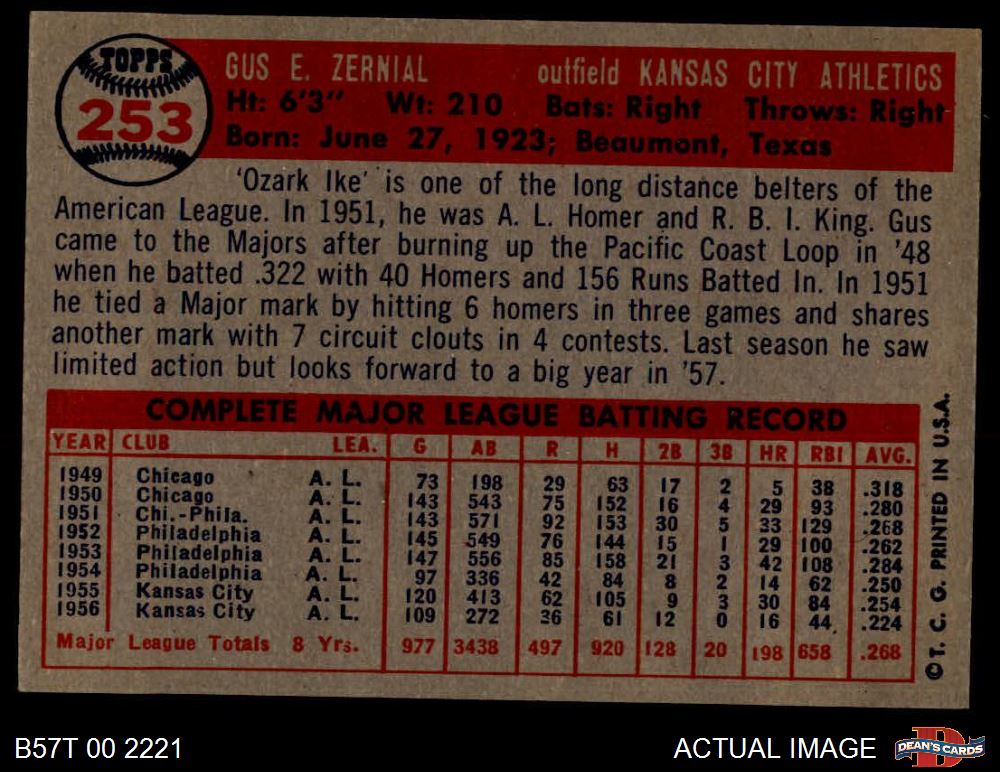 TOPPS
253
GUS E. ZERNIAL outfield KANSAS CITY ATHLETICS
Ht: 6'3" Wt: 210 Bats: Right Throws: Right
Born: June 27, 1923; Beaumont, Texas
'Ozark Ike' is one of the long distance belters of the
American League. In 1951, he was A. L. Homer and R. B. I. King. Gus
came to the Majors after burning up the Pacific Coast Loop in '48
when he batted .322 with 40 Homers and 156 Runs Batted In. In 1951
he tied a Major mark by hitting 6 homers in three games and shares
another mark with 7 circuit clouts in 4 contests. Last season he saw
limited action but looks forward to a big year in '57.
COMPLETE MAJOR LEAGUE BATTING RECORD
YEAR CLUB LEA. G AB R H 2B 3B HR RBI AVG.
1949 Chicago A. L. 73 198 29 63 17 2 5 38 .318
1950 Chicago A. L. 143 543 75 152 16 4 29 93 .280
1951 Chi.-Phila. A. L. 143 571 92 153 30 5 33 129 .268
1952 Philadelphia A. L. 145 549 76 144 15 1 29 100 .262
1953 Philadelphia A. L. 147 556 85 158 21 3 42 108 .284
1954 Philadelphia A. L. 97 336 42 84 8 2 14 62 .250
1955 Kansas City A. L. 120 413 62 105 9 3 30 84 .254
1956 Kansas City A. L. 109 272 36 61 12 0 16 44 .224
Major League Totals 8 Yrs. 977 3438 497 920 128 20 198 658 .268
©T. C. G. PRINTED IN U.S.A.
B57T 00 2221
ACTUAL IMAGE
DEAN'S CARDS